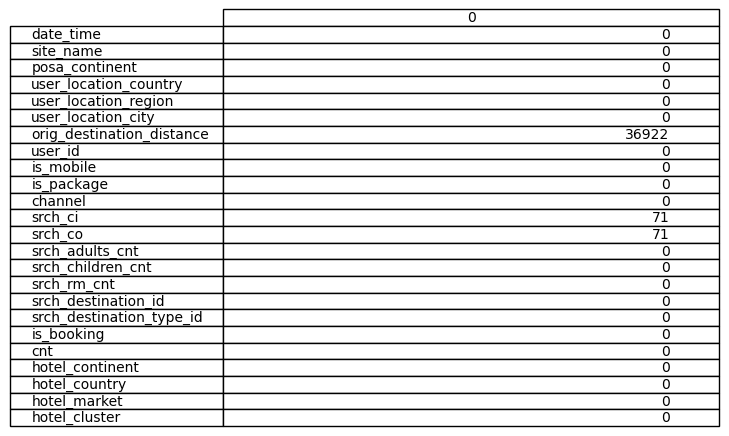 0
date_time 0
site_name 0
posa_continent 0
user_location_country 0
user_location_region 0
user_location_city 0
orig_destination_distance 36922
user_id 0
is_mobile 0
is_package 0
channel 0
srch_ci 71
srch_co 71
srch_adults_cnt 0
srch_children_cnt 0
srch_rm_cnt 0
srch_destination_id 0
srch_destination_type_id 0
is_booking 0
cnt 0
hotel_continent 0
hotel_country 0
hotel_market 0
hotel_cluster 0